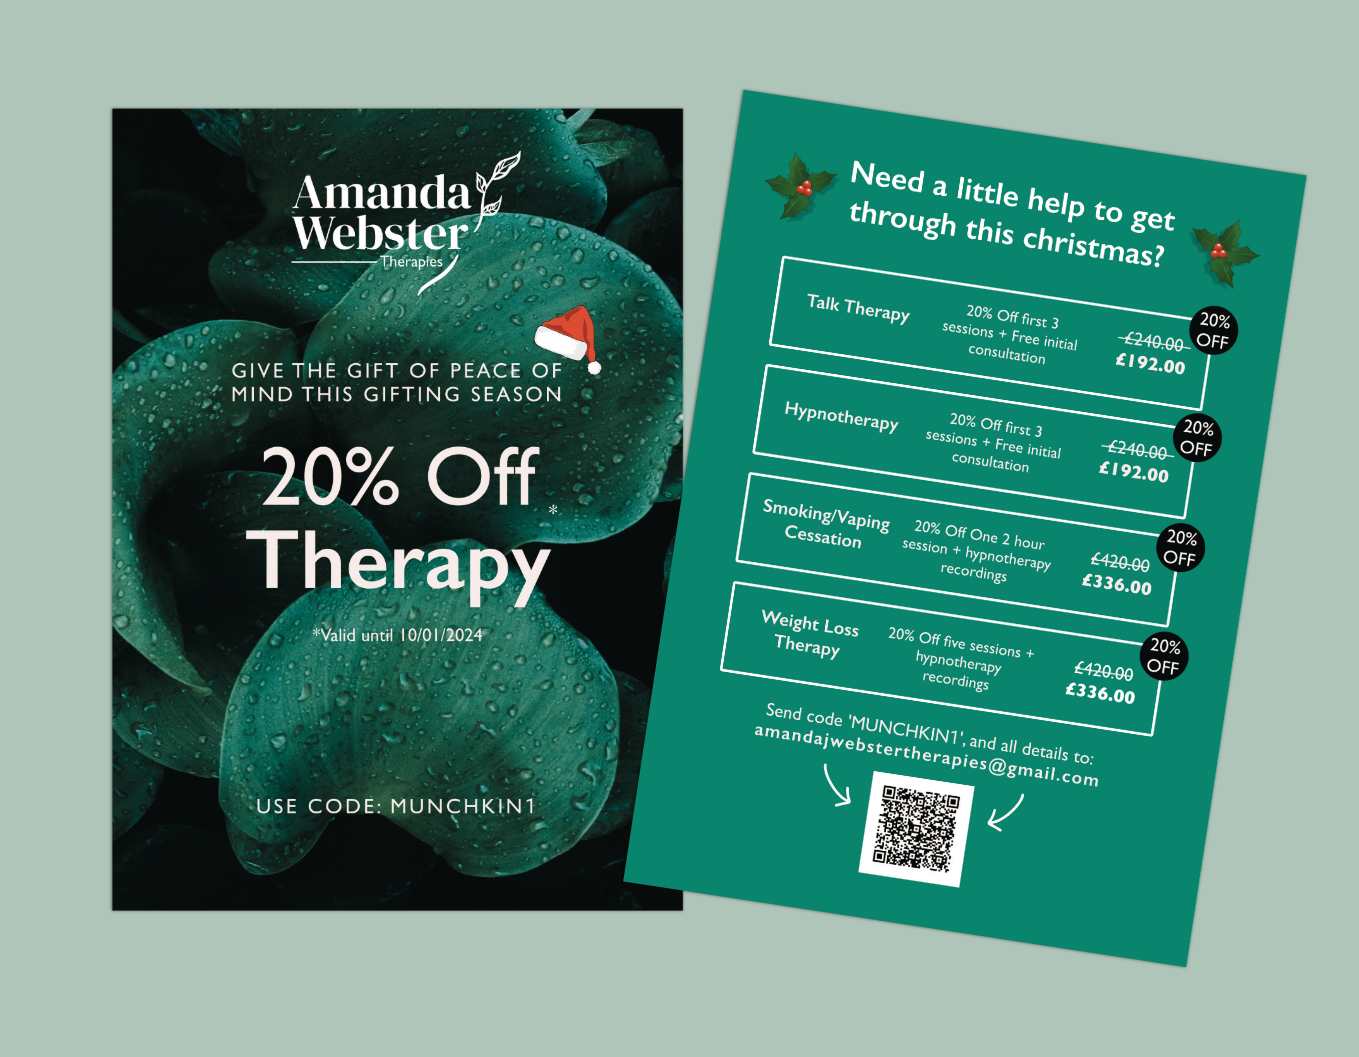 Amanda
Webster
Therapies
GIVE THE GIFT OF PEACE OF
MIND THIS GIFTING SEASON
20% Off
*
Therapy
*Valid until 10/01/2024
USE CODE: MUNCHKIN1
Need a little help to get
through this christmas?
Talk Therapy
20% Off first 3
sessions + Free initial
consultation
£240.00
£192.00
20%
OFF
Hypnotherapy
20% Off first 3
sessions + Free initial
consultation
£240.00
£192.00
20%
OFF
Smoking/Vaping
Cessation
20% Off One 2 hour
session + hypnotherapy
recordings
£420.00
£336.00
20%
OFF
Weight Loss
Therapy
20% Off five sessions +
hypnotherapy
recordings
£420.00
£336.00
20%
OFF
Send code 'MUNCHKIN1', and all details to:
amandajwebstertherapies@gmail.com